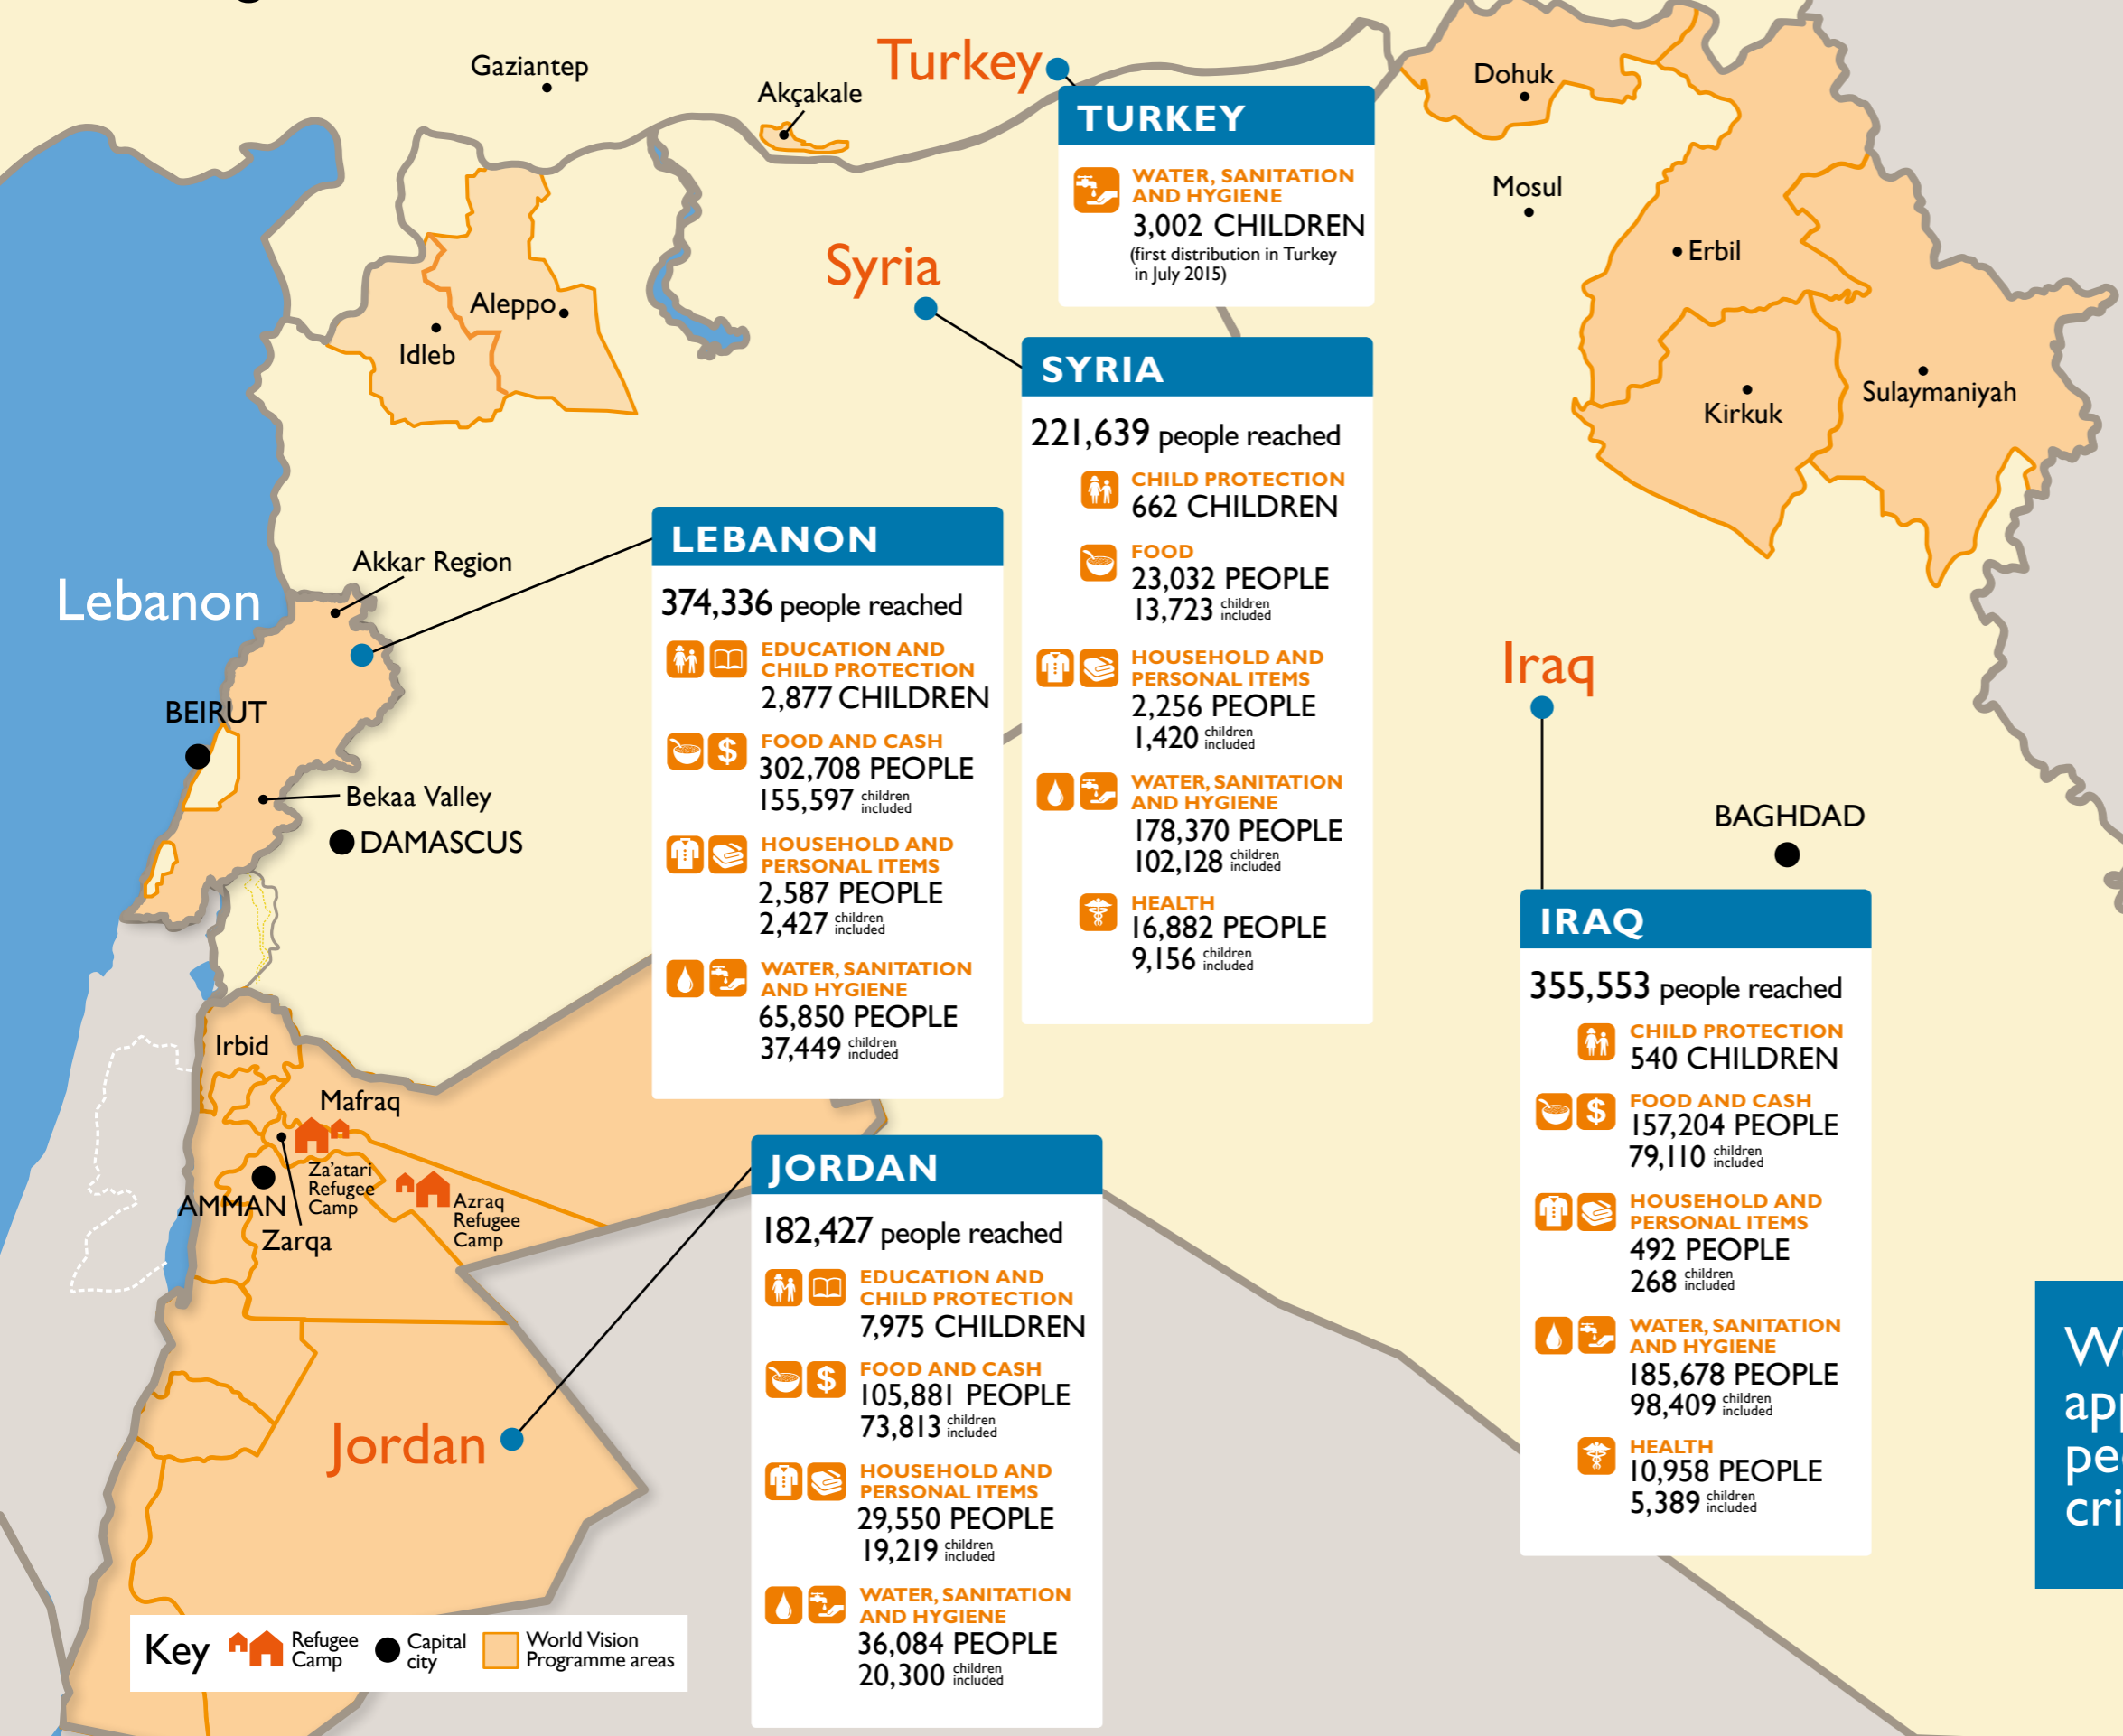 Gaziantep
Akçakale
Turkey
Dohuk
Mosul
Erbil
Syria
Aleppo
Idleb
Kirkuk
Sulaymaniyah
TURKEY
WATER, SANITATION
AND HYGIENE
3,002 CHILDREN
(first distribution in Turkey
in July 2015)
SYRIA
221,639 people reached
CHILD PROTECTION
662 CHILDREN
FOOD
23,032 PEOPLE
13,723 children
included
HOUSEHOLD AND
PERSONAL ITEMS
2,256 PEOPLE
1,420 children
included
WATER, SANITATION
AND HYGIENE
178,370 PEOPLE
102,128 children
included
HEALTH
16,882 PEOPLE
9,156 children
included
Akkar Region
Lebanon
BEIRUT
Bekaa Valley
DAMASCUS
LEBANON
374,336 people reached
EDUCATION AND
CHILD PROTECTION
2,877 CHILDREN
FOOD AND CASH
$
302,708 PEOPLE
155,597 children
included
HOUSEHOLD AND
PERSONAL ITEMS
2,587 PEOPLE
2,427 children
included
WATER, SANITATION
AND HYGIENE
65,850 PEOPLE
37,449 children
included
Iraq
BAGHDAD
IRAQ
355,553 people reached
CHILD PROTECTION
540 CHILDREN
FOOD AND CASH
$
157,204 PEOPLE
79,110 children
included
HOUSEHOLD AND
PERSONAL ITEMS
492 PEOPLE
268 children
included
WATER, SANITATION
AND HYGIENE
185,678 PEOPLE
98,409 children
included
HEALTH
10,958 PEOPLE
5,389 children
included
Irbid
Mafraq
Za'atari
Refugee
Camp
AMMAN
Zarqa
Azraq
Refugee
Camp
Jordan
JORDAN
182,427 people reached
EDUCATION AND
CHILD PROTECTION
7,975 CHILDREN
FOOD AND CASH
$
105,881 PEOPLE
73,813 children
included
HOUSEHOLD AND
PERSONAL ITEMS
29,550 PEOPLE
19,219 children
included
WATER, SANITATION
AND HYGIENE
36,084 PEOPLE
20,300 children
included
Key
Refugee
Camp
Capital
city
World Vision
Programme areas